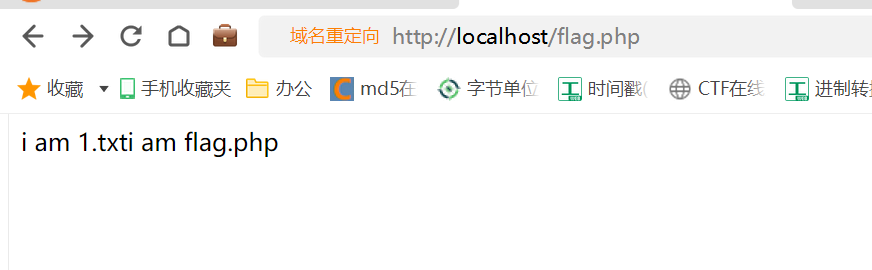 域名重定向 http://localhost/flag.php
收藏 手机收藏夹 办公 md5在 字节单位 时间戳( CTF在线 进制转
i am 1.txti am flag.php